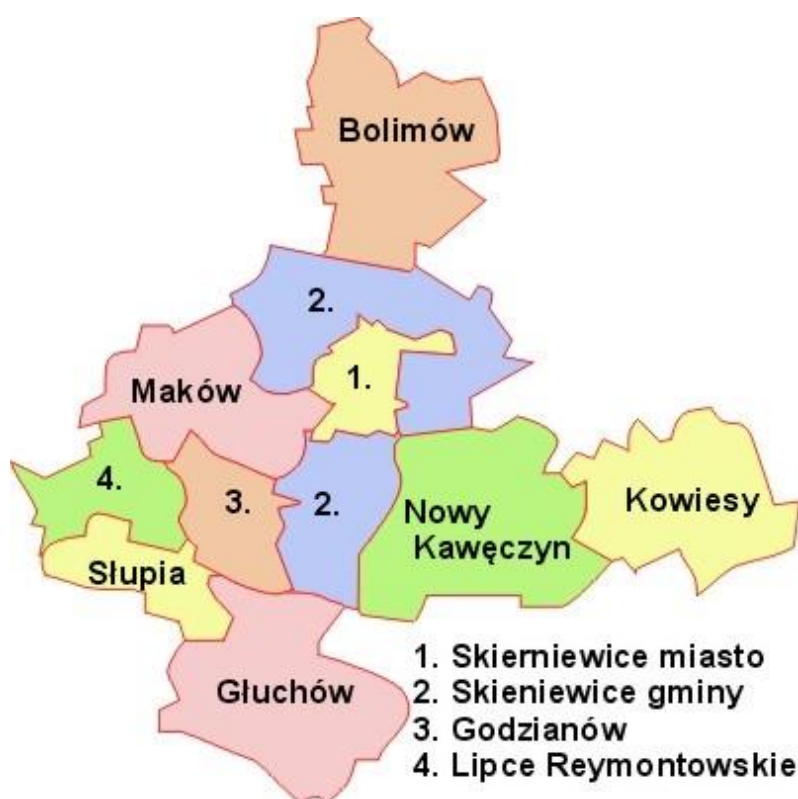 Bolimów
2.
1.
Maków
4.
3.
2.
Nowy
Kawęczyn
Kowiesy
Słupia
Głuchów
1. Skierniewice miasto
2. Skieniewice gminy
3. Godzianów
4. Lipce Reymontowskie